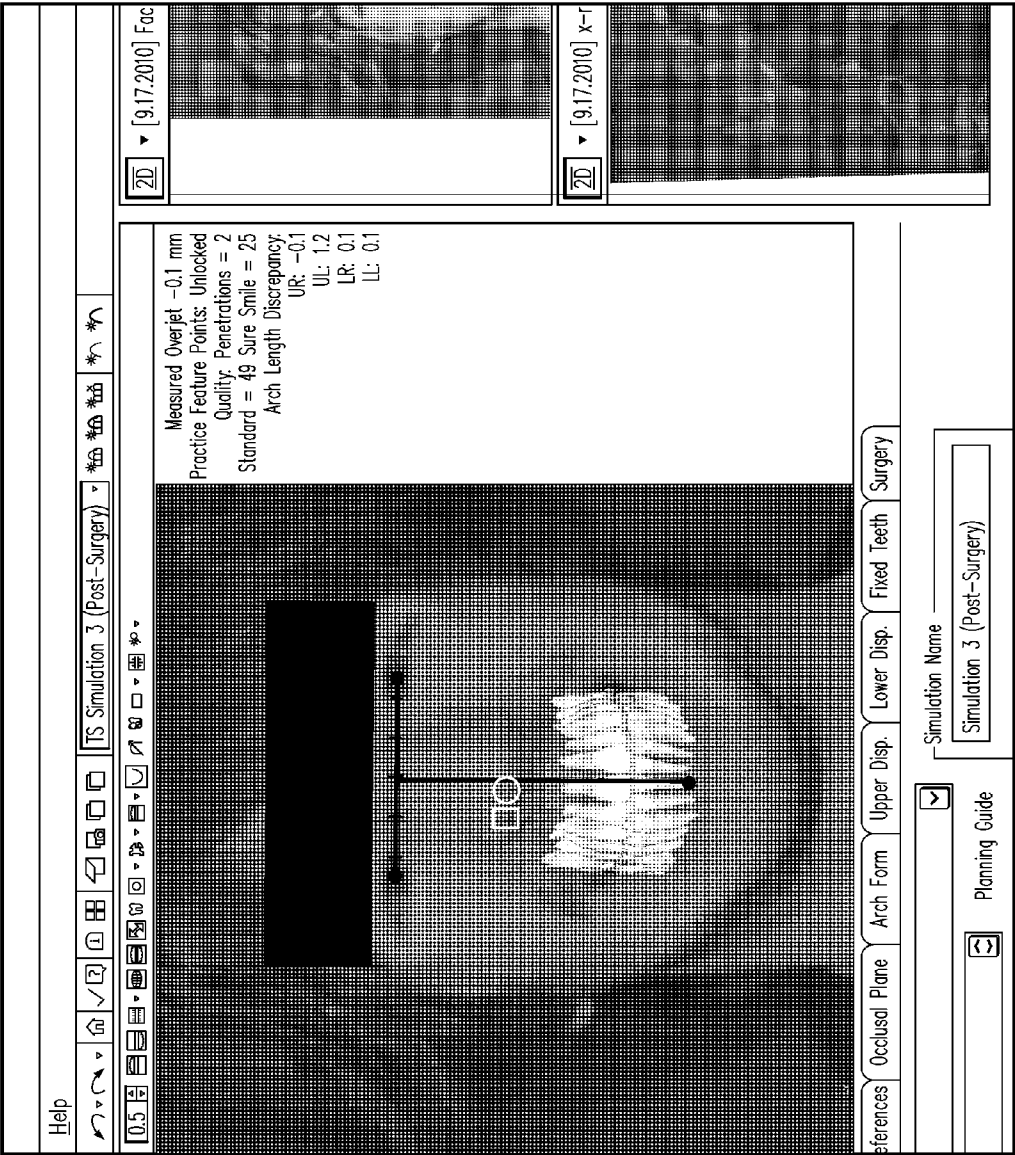 Help
TS Simulation 3 (Post-Surgery)
0.5
Measured Overjet -0.1 mm
Practice Feature Points: Unlocked
Quality: Penetrations = 2
Standard = 49 Sure Smile = 25
Arch Length Discrepancy:
UR: -0.1
UL: 1.2
LR: 0.1
LL: 0.1
2D [9.17.2010] Fac
2D [9.17.2010] x-r
eferences Occlusal Plane Arch Form Upper Disp. Lower Disp. Fixed Teeth Surgery
Simulation Name
Simulation 3 (Post-Surgery)
Planning Guide